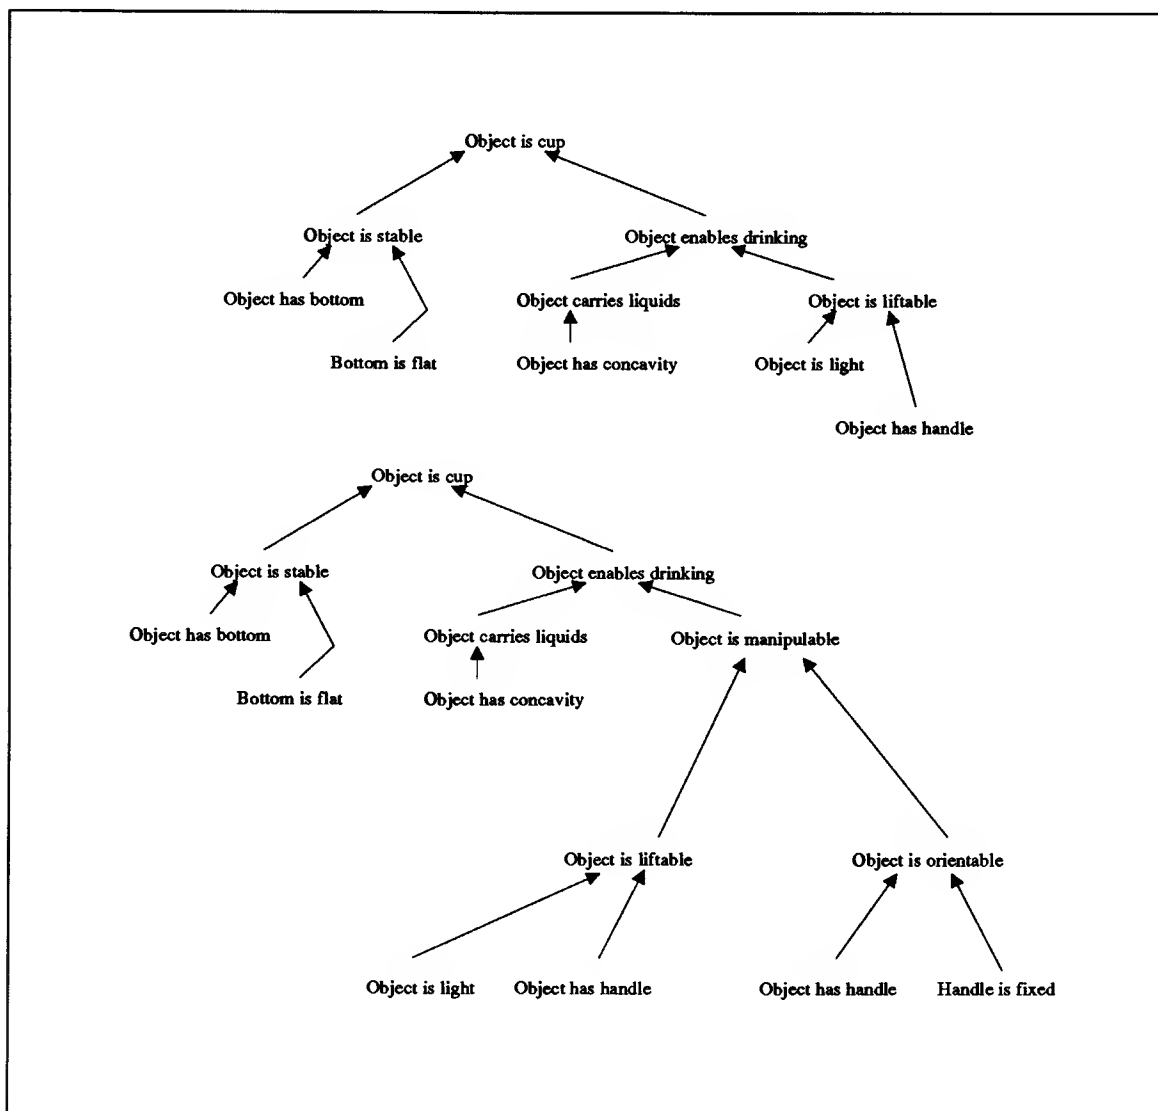 Object is cup
Object is stable
Object enables drinking
Object has bottom
Object carries liquids
Object is liftable
Bottom is flat
Object has concavity
Object is light
Object has handle
Object is cup
Object is stable
Object enables drinking
Object has bottom
Object carries liquids
Object is manipulable
Bottom is flat
Object has concavity
Object is liftable
Object is orientable
Object is light
Object has handle
Object has handle
Handle is fixed